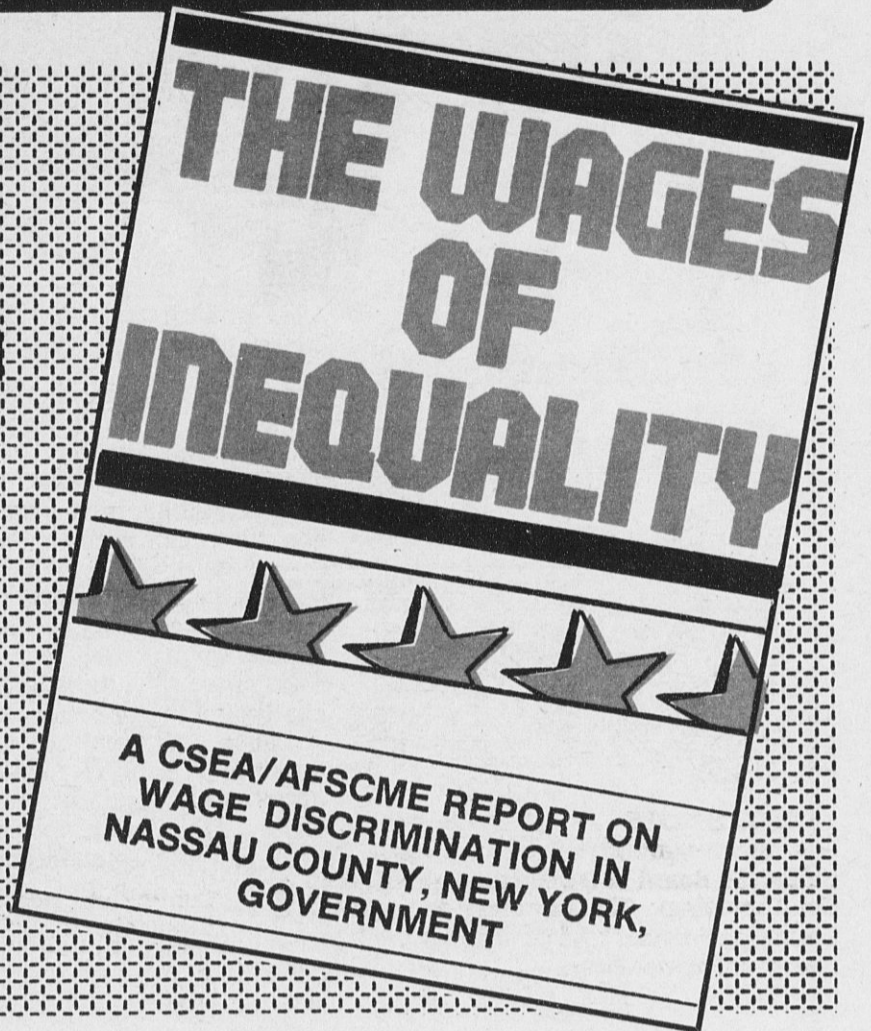 THE WAGES
OF
INEQUALITY
A CSEA/AFSCME REPORT ON
WAGE DISCRIMINATION IN
NASSAU COUNTY, NEW YORK,
GOVERNMENT